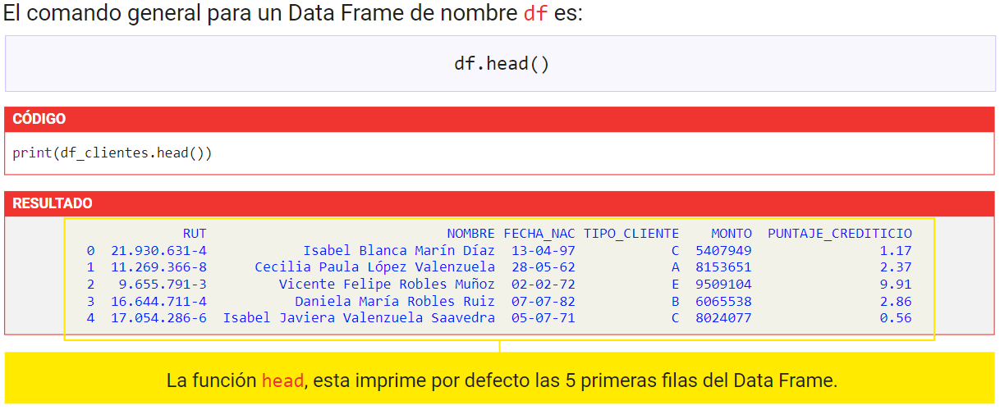 El comando general para un Data Frame de nombre df es:
df.head()
CÓDIGO
print(df_clientes.head())
RESULTADO
RUT NOMBRE FECHA_NAC TIPO_CLIENTE MONTO PUNTAJE_CREDITICIO
0 21.930.631-4 Isabel Blanca Marín Díaz 13-04-97 C 5407949 1.17
1 11.269.366-8 Cecilia Paula López Valenzuela 28-05-62 A 8153651 2.37
2 9.655.791-3 Vicente Felipe Robles Muñoz 02-02-72 E 9509104 9.91
3 16.644.711-4 Daniela María Robles Ruiz 07-07-82 B 6065538 2.86
4 17.054.286-6 Isabel Javiera Valenzuela Saavedra 05-07-71 C 8024077 0.56
La función head, esta imprime por defecto las 5 primeras filas del Data Frame.